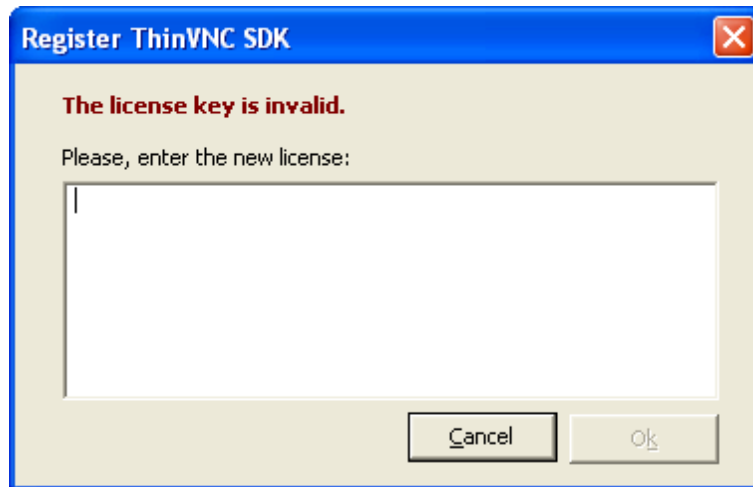 Register ThinVNC SDK
The license key is invalid.
Please, enter the new license:
Cancel
Ok